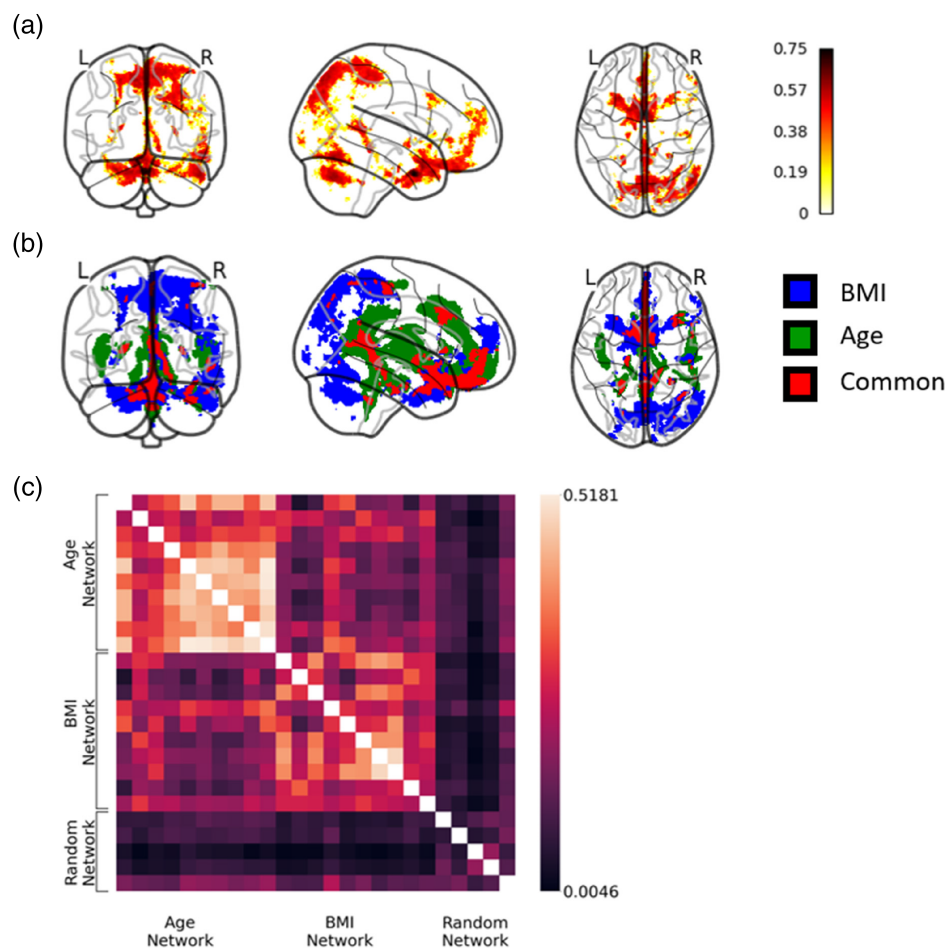 (a)
L R L R
0.75
0.57
0.38
0.19
0
(b)
L R L R
BMI
Age
Common
(c)
0.5181
Age
Network
BMI
Network
Random
Network
0.0046
Age
Network
BMI
Network
Random
Network